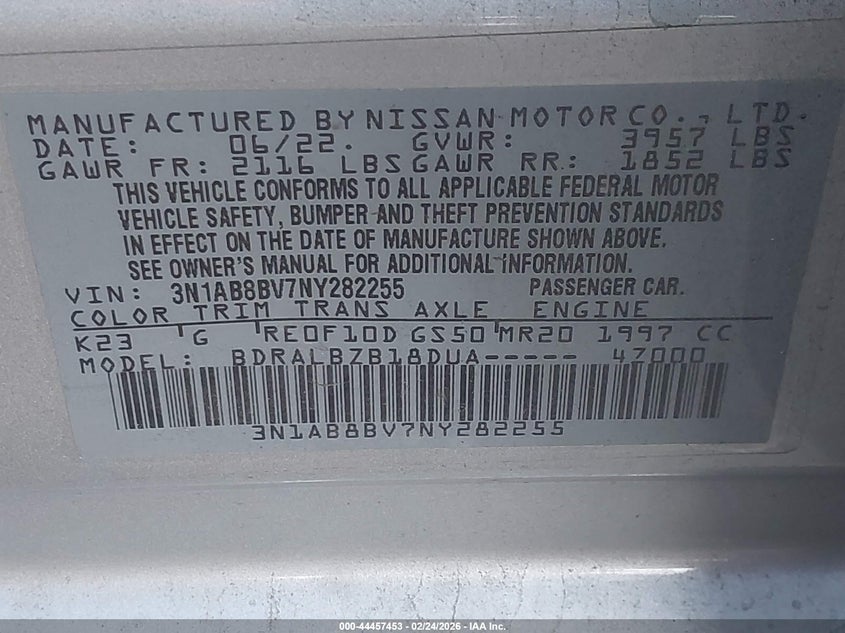 MANUFACTURED BY NISSAN MOTOR CO., LTD.
DATE: 06/22. GVWR: 3957 LBS
GAWR FR: 2116 LBS GAWR RR: 1852 LBS
THIS VEHICLE CONFORMS TO ALL APPLICABLE FEDERAL MOTOR
VEHICLE SAFETY, BUMPER AND THEFT PREVENTION STANDARDS
IN EFFECT ON THE DATE OF MANUFACTURE SHOWN ABOVE.
SEE OWNER'S MANUAL FOR ADDITIONAL INFORMATION.
VIN: 3N1AB8BV7NY282255 PASSENGER CAR.
COLOR TRIM TRANS AXLE ENGINE
K23 G RE0F10D GS50 MR20 1997 CC
MODEL: BDRALBZB18DUA----- 4Z000
3N1AB8BV7NY282255
000-44457453 - 02/24/2026 - IAA Inc.